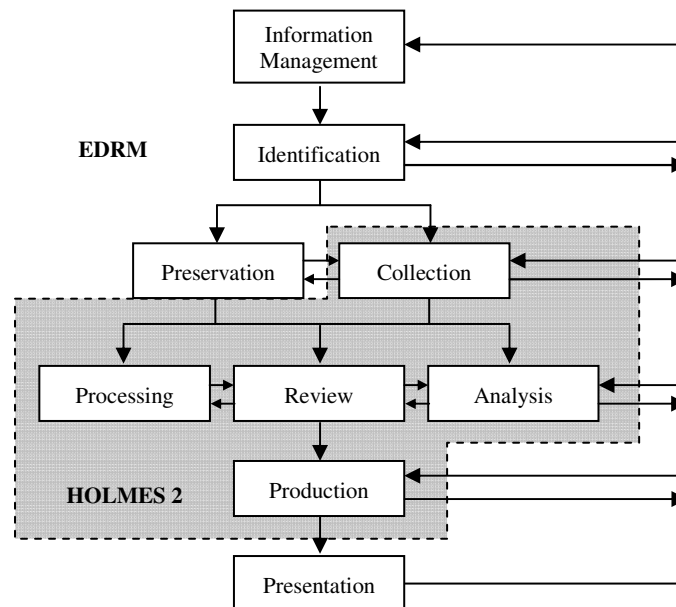 Information
Management
EDRM
Identification
Preservation
Collection
Processing
Review
Analysis
HOLMES 2
Production
Presentation